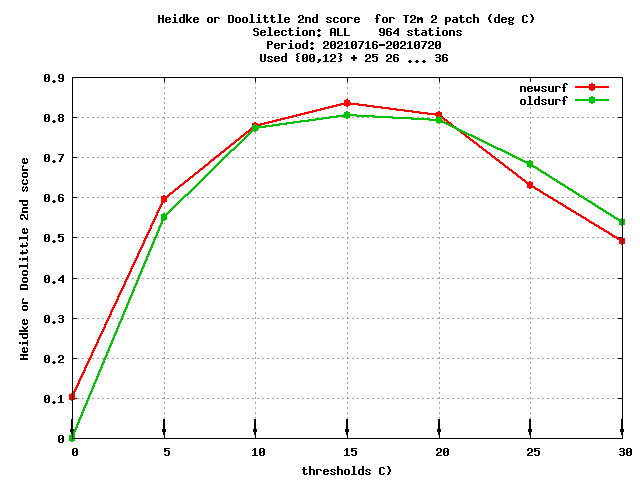 Heidke or Doolittle 2nd score  for T2m 2 patch (deg C)
Selection: ALL    964 stations
Period: 20210716-20210720
Used {00,12} + 25 26 ... 36
newsurf
oldsurf
Heidke or Doolittle 2nd score
0.9
0.8
0.7
0.6
0.5
0.4
0.3
0.2
0.1
0
0 5 10 15 20 25 30
thresholds C)